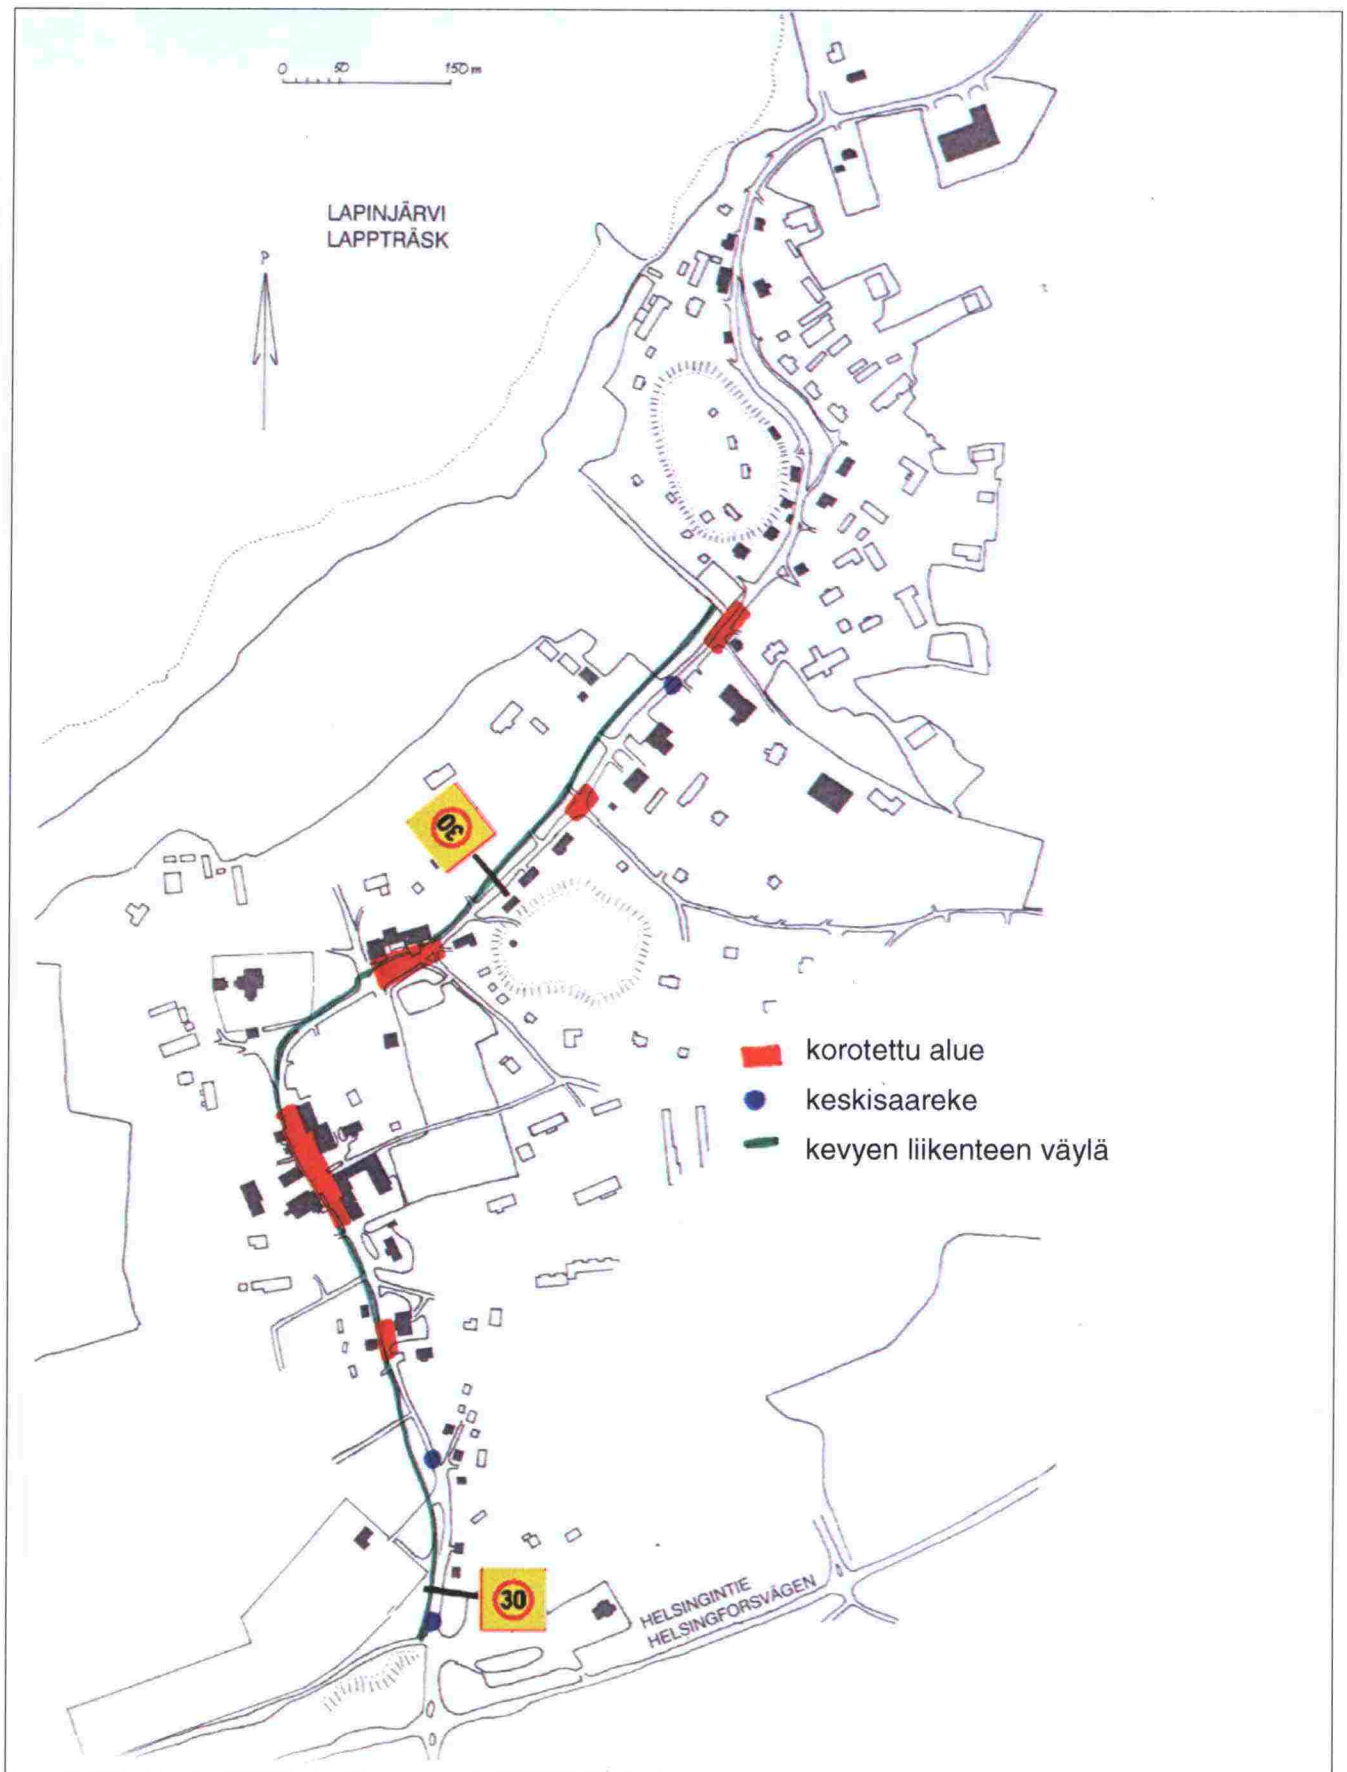 0 50 150 m
LAPINJÄRVI
LAPPTRÄSK
P
30
korotettu alue
keskisaareke
kevyen liikenteen väylä
30
HELSINGINTIE
HELSINGFORSVÄGEN